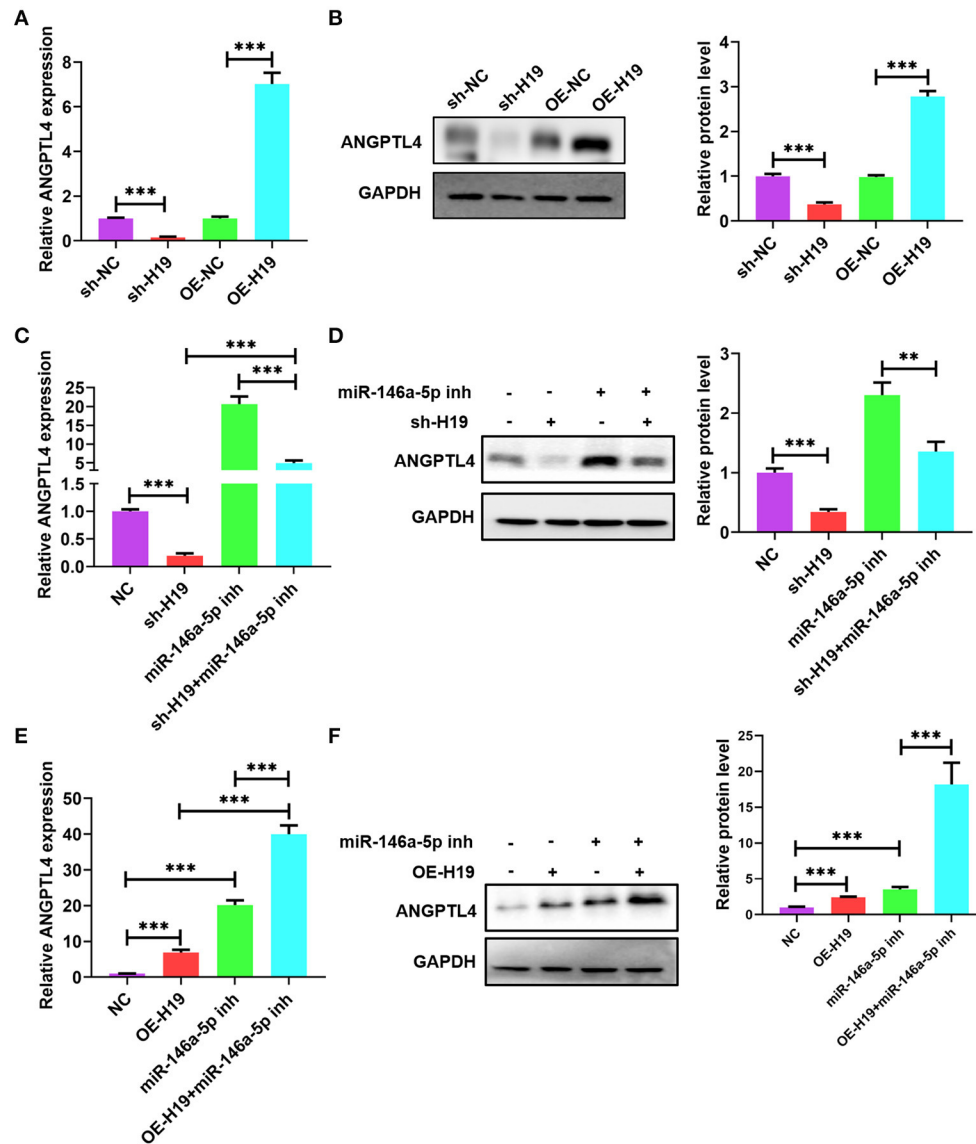 A
Relative ANGPTL4 expression
8
6
4
2
0
***
***
sh-NC
sh-H19
OE-NC
OE-H19
B
sh-NC
sh-H19
OE-NC
OE-H19
ANGPTL4
GAPDH
Relative protein level
4
3
2
1
0
***
***
sh-NC
sh-H19
OE-NC
OE-H19
C
Relative ANGPTL4 expression
25
20
15
10
5
1.5
1.0
0.5
0.0
***
***
***
NC
sh-H19
miR-146a-5p inh
sh-H19+miR-146a-5p inh
D
miR-146a-5p inh - - + +
sh-H19 - + - +
ANGPTL4
GAPDH
Relative protein level
3
2
1
0
***
**
NC
sh-H19
miR-146a-5p inh
sh-H19+miR-146a-5p inh
E
Relative ANGPTL4 expression
50
40
30
20
10
0
***
***
***
***
NC
OE-H19
miR-146a-5p inh
OE-H19+miR-146a-5p inh
F
miR-146a-5p inh - - + +
OE-H19 - + - +
ANGPTL4
GAPDH
Relative protein level
25
20
15
10
5
0
***
***
***
NC
OE-H19
miR-146a-5p inh
OE-H19+miR-146a-5p inh